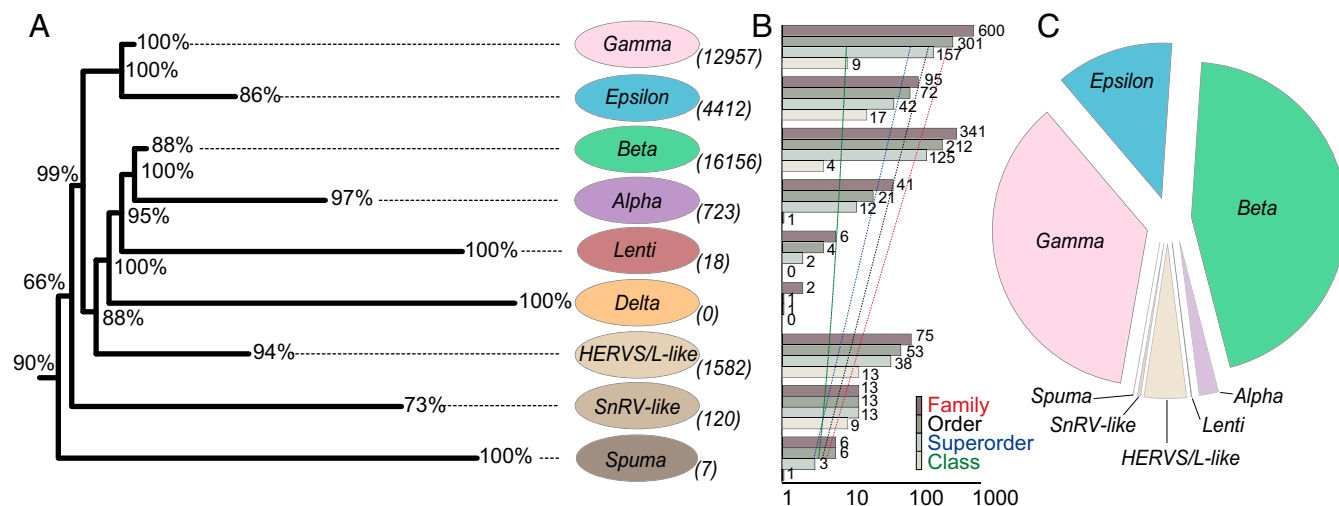 A
100%
Gamma
(12957)
100%
86%
Epsilon
(4412)
88%
Beta
(16156)
99%
100%
97%
Alpha
(723)
95%
100%
Lenti
(18)
100%
66%
100%
Delta
(0)
88%
94%
HERVS/L-like
(1582)
90%
73%
SnRV-like
(120)
100%
Spuma
(7)
B
600
301
157
9
95
72
42
17
341
212
125
4
41
21
12
1
6
4
2
0
2
1
1
0
75
53
38
13
13
13
13
9
6
6
3
1
Family
Order
Superorder
Class
1 10 100 1000
C
Epsilon
Beta
Gamma
Spuma
Alpha
SnRV-like
Lenti
HERVS/L-like